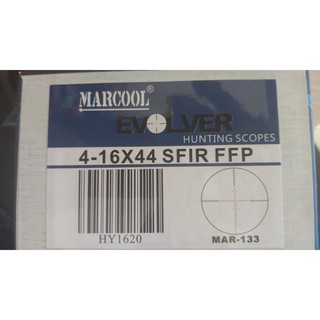 MARCOOL
EVOLVER
HUNTING SCOPES
4-16X44 SFIR FFP
HY1620
MAR-133